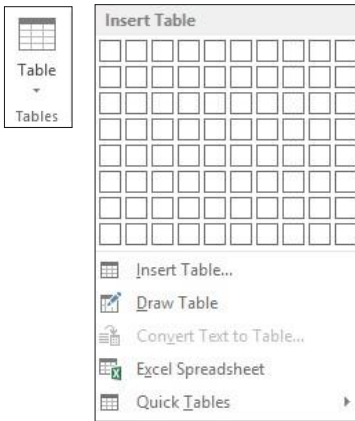 Table
Tables
Insert Table
Insert Table...
Draw Table
Convert Text to Table...
Excel Spreadsheet
Quick Tables